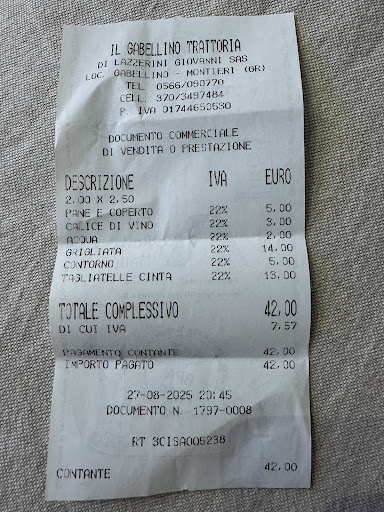 IL GABELLINO TRATTORIA
DI LAZZERINI GIOVANNI SAS
LOC. GABELLINO - MONTIERI (GR)
TEL. 0566/090770
CELL. 370/3497484
P. IVA 01744650530
DOCUMENTO COMMERCIALE
DI VENDITA O PRESTAZIONE
DESCRIZIONE IVA EURO
2,00 X 2,50
PANE E COPERTO 22% 5,00
CALICE DI VINO 22% 3,00
ACQUA 22% 2,00
GRIGLIATA 22% 14,00
CONTORNO 22% 5,00
TAGLIATELLE CINTA 22% 13,00
TOTALE COMPLESSIVO 42,00
DI CUI IVA 7,57
PAGAMENTO CONTANTE 42,00
IMPORTO PAGATO 42,00
27-08-2025 20:45
DOCUMENTO N. 1797-0008
RT 3CISA005238
CONTANTE 42,00